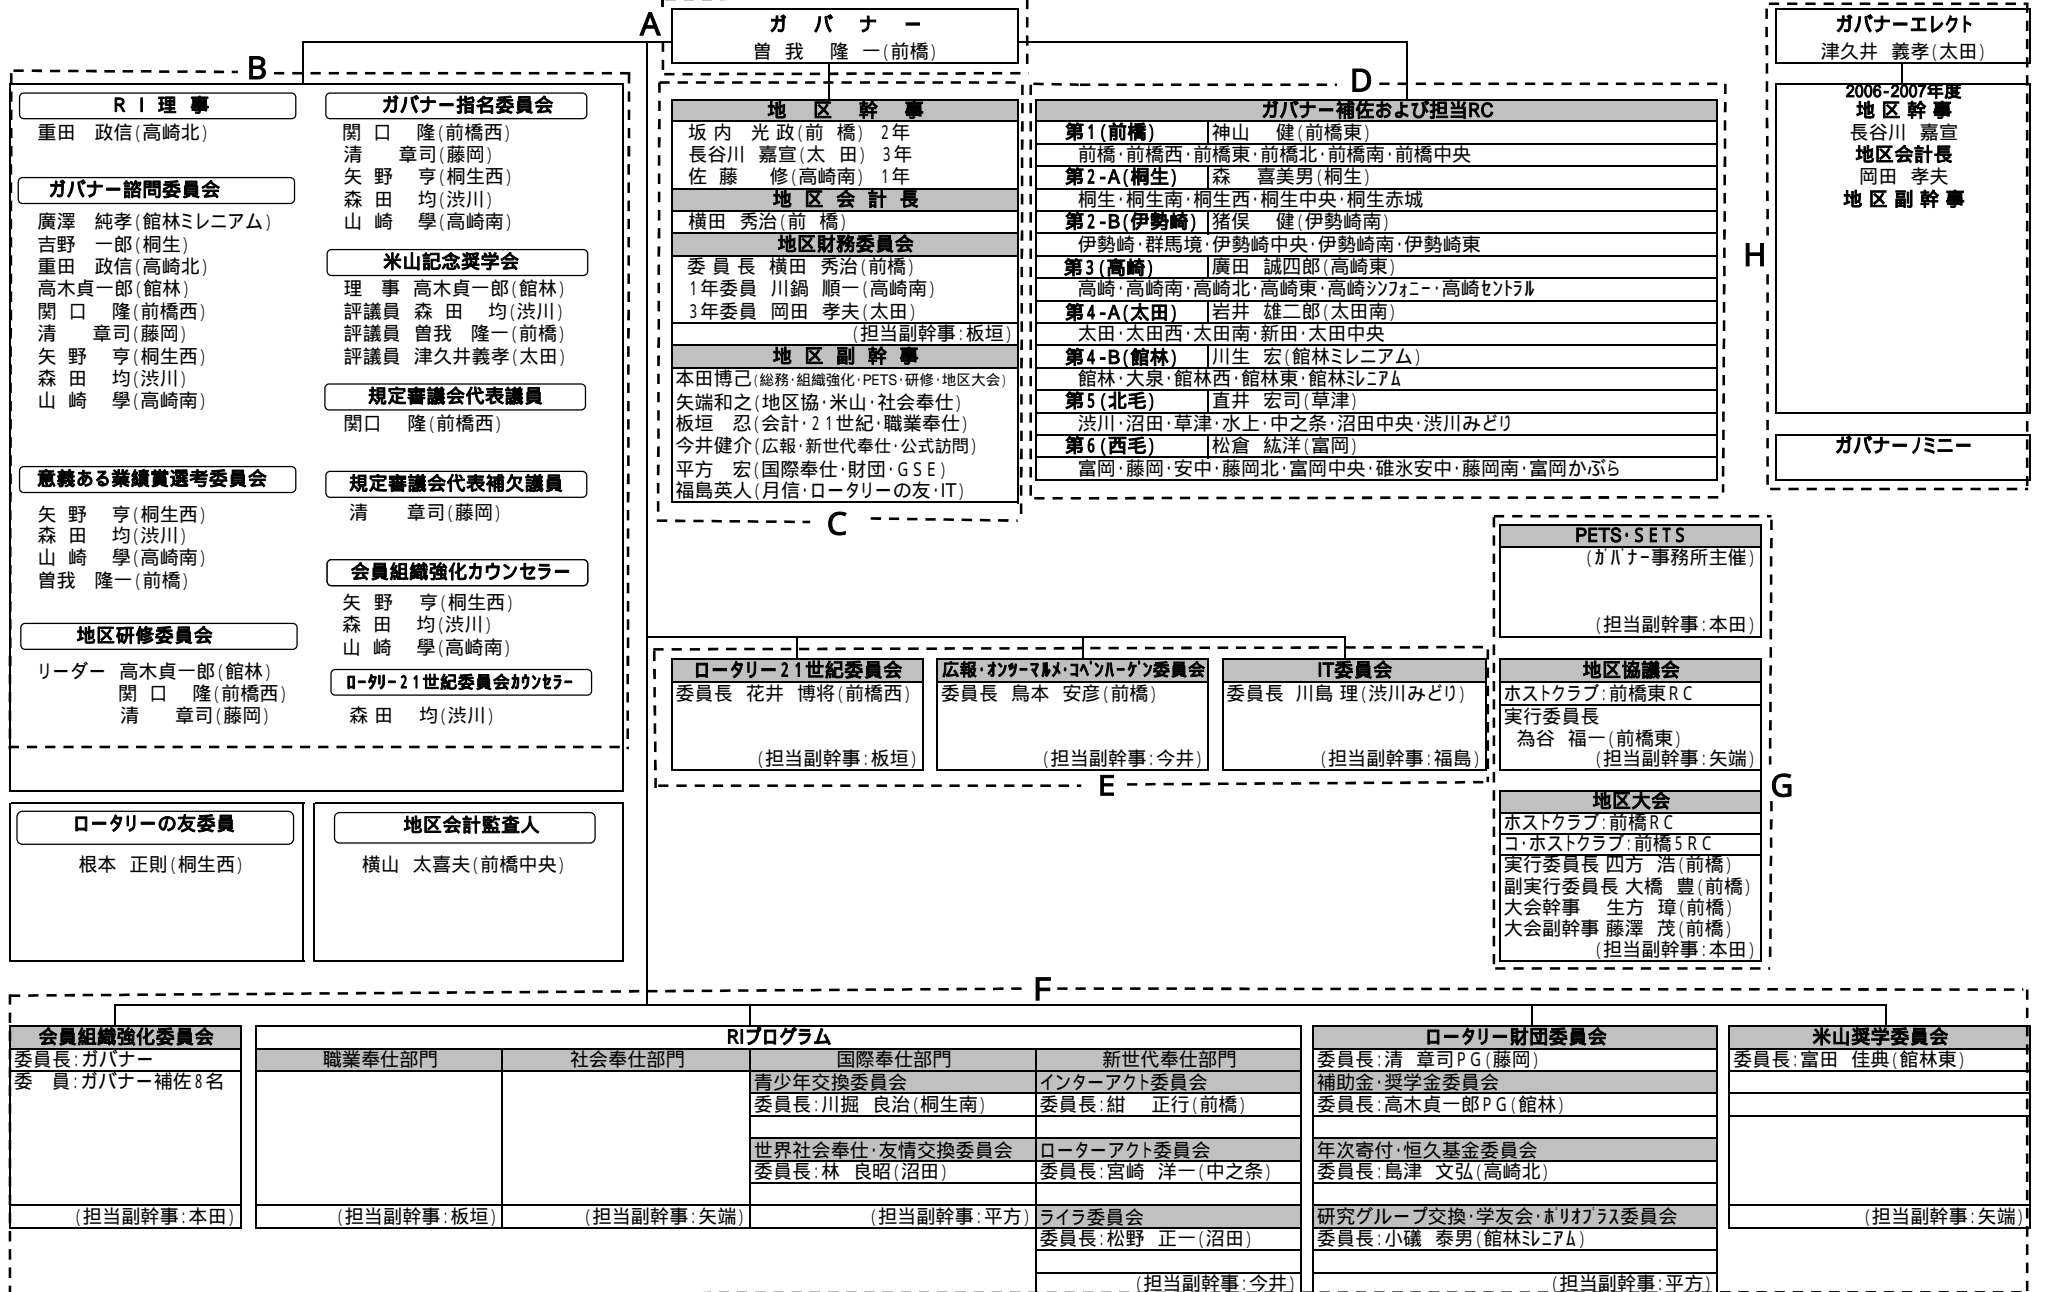 A
ガ バ ナ ー
曽 我 隆 一(前橋)
B
R I 理 事
重田 政信(高崎北)
ガバナー諮問委員会
廣澤 純孝(館林ミレニアム)
吉野 一郎(桐生)
重田 政信(高崎北)
高木貞一郎(館林)
関 口 隆(前橋西)
清 章司(藤岡)
矢 野 亨(桐生西)
森 田 均(渋川)
山 崎 學(高崎南)
意義ある業績賞選考委員会
矢 野 亨(桐生西)
森 田 均(渋川)
山 崎 學(高崎南)
曽我 隆一(前橋)
地区研修委員会
リーダー 高木貞一郎(館林)
関 口 隆(前橋西)
清 章司(藤岡)
ガバナー指名委員会
関 口 隆(前橋西)
清 章司(藤岡)
矢 野 亨(桐生西)
森 田 均(渋川)
山 崎 學(高崎南)
米山記念奨学会
理 事 高木貞一郎(館林)
評議員 森 田 均(渋川)
評議員 曽我 隆一(前橋)
評議員 津久井義孝(太田)
規定審議会代表議員
関口 隆(前橋西)
規定審議会代表補欠議員
清 章司(藤岡)
会員組織強化カウンセラー
矢 野 亨(桐生西)
森 田 均(渋川)
山 崎 學(高崎南)
ﾛｰﾀﾘｰ21世紀委員会ｶｳﾝｾﾗｰ
森 田 均(渋川)
ロータリーの友委員
根本 正則(桐生西)
地区会計監査人
横山 太喜夫(前橋中央)
地 区 幹 事
坂 内 光 政(前 橋) 2年
長谷川 嘉宣(太 田) 3年
佐 藤 修(高崎南) 1年
地 区 会 計 長
横田 秀治(前 橋)
地区財務委員会
委 員 長 横田 秀治(前橋)
1年委員 川鍋 順一(高崎南)
3年委員 岡田 孝夫(太田)
(担当副幹事:板垣)
地 区 副 幹 事
本田博己(総務･組織強化･PETS･研修･地区大会)
矢端和之(地区協･米山･社会奉仕)
板垣 忍(会計･21世紀･職業奉仕)
今井健介(広報･新世代奉仕･公式訪問)
平方 宏(国際奉仕･財団･GSE)
福島英人(月信･ロータリーの友･IT)
C
D
ガバナー補佐および担当RC
第1(前橋) 神山 健(前橋東)
前橋･前橋西･前橋東･前橋北･前橋南･前橋中央
第2-A(桐生) 森 喜美男(桐生)
桐生･桐生南･桐生西･桐生中央･桐生赤城
第2-B(伊勢崎) 猪俣 健(伊勢崎南)
伊勢崎･群馬境･伊勢崎中央･伊勢崎南･伊勢崎東
第3(高崎) 廣田 誠四郎(高崎東)
高崎･高崎南･高崎北･高崎東･高崎ｼﾝﾌｫﾆｰ･高崎ｾﾝﾄﾗﾙ
第4-A(太田) 岩井 雄二郎(太田南)
太田･太田西･太田南･新田･太田中央
第4-B(館林) 川生 宏(館林ミレニアム)
館林･大泉･館林西･館林東･館林ﾐﾚﾆｱﾑ
第5(北毛) 直井 宏司(草津)
渋川･沼田･草津･水上･中之条･沼田中央･渋川みどり
第6(西毛) 松倉 紘洋(富岡)
富岡･藤岡･安中･藤岡北･富岡中央･碓氷安中･藤岡南･富岡かぶら
H
ガバナーエレクト
津久井 義孝(太田)
2006-2007年度
地 区 幹 事
長谷川 嘉宣
地区会計長
岡田 孝夫
地 区 副 幹 事
ガバナーノミニー
ロータリー21世紀委員会
委員長 花井 博将(前橋西)
(担当副幹事:板垣)
広報･ｵﾝﾂｰﾏﾙﾒ･ｺﾍﾟﾝﾊｰｹﾞﾝ委員会
委員長 鳥本 安彦(前橋)
(担当副幹事:今井)
IT委員会
委員長 川島 理(渋川みどり)
(担当副幹事:福島)
E
PETS･SETS
(ｶﾞﾊﾞﾅｰ事務所主催)
(担当副幹事:本田)
地区協議会
ホストクラブ:前橋東RC
実行委員長
為谷 福一(前橋東)
(担当副幹事:矢端)
G
地区大会
ホストクラブ:前橋RC
コ･ホストクラブ:前橋5RC
実行委員長 四方 浩(前橋)
副実行委員長 大橋 豊(前橋)
大会幹事 生方 璋(前橋)
大会副幹事 藤澤 茂(前橋)
(担当副幹事:本田)
F
会員組織強化委員会
委員長:ガバナー
委 員:ガバナー補佐8名
(担当副幹事:本田)
RIプログラム
職業奉仕部門
(担当副幹事:板垣)
社会奉仕部門
(担当副幹事:矢端)
国際奉仕部門
青少年交換委員会
委員長:川掘 良治(桐生南)
世界社会奉仕･友情交換委員会
委員長:林 良昭(沼田)
(担当副幹事:平方)
新世代奉仕部門
インターアクト委員会
委員長:紺 正行(前橋)
ローターアクト委員会
委員長:宮崎 洋一(中之条)
ライラ委員会
委員長:松野 正一(沼田)
(担当副幹事:今井)
ロータリー財団委員会
委員長:清 章司PG(藤岡)
補助金･奨学金委員会
委員長:高木貞一郎PG(館林)
年次寄付･恒久基金委員会
委員長:島津 文弘(高崎北)
研究グループ交換･学友会･ﾎﾟﾘｵﾌﾟﾗｽ委員会
委員長:小礒 泰男(館林ﾐﾚﾆｱﾑ)
(担当副幹事:平方)
米山奨学委員会
委員長:富田 佳典(館林東)
(担当副幹事:矢端)